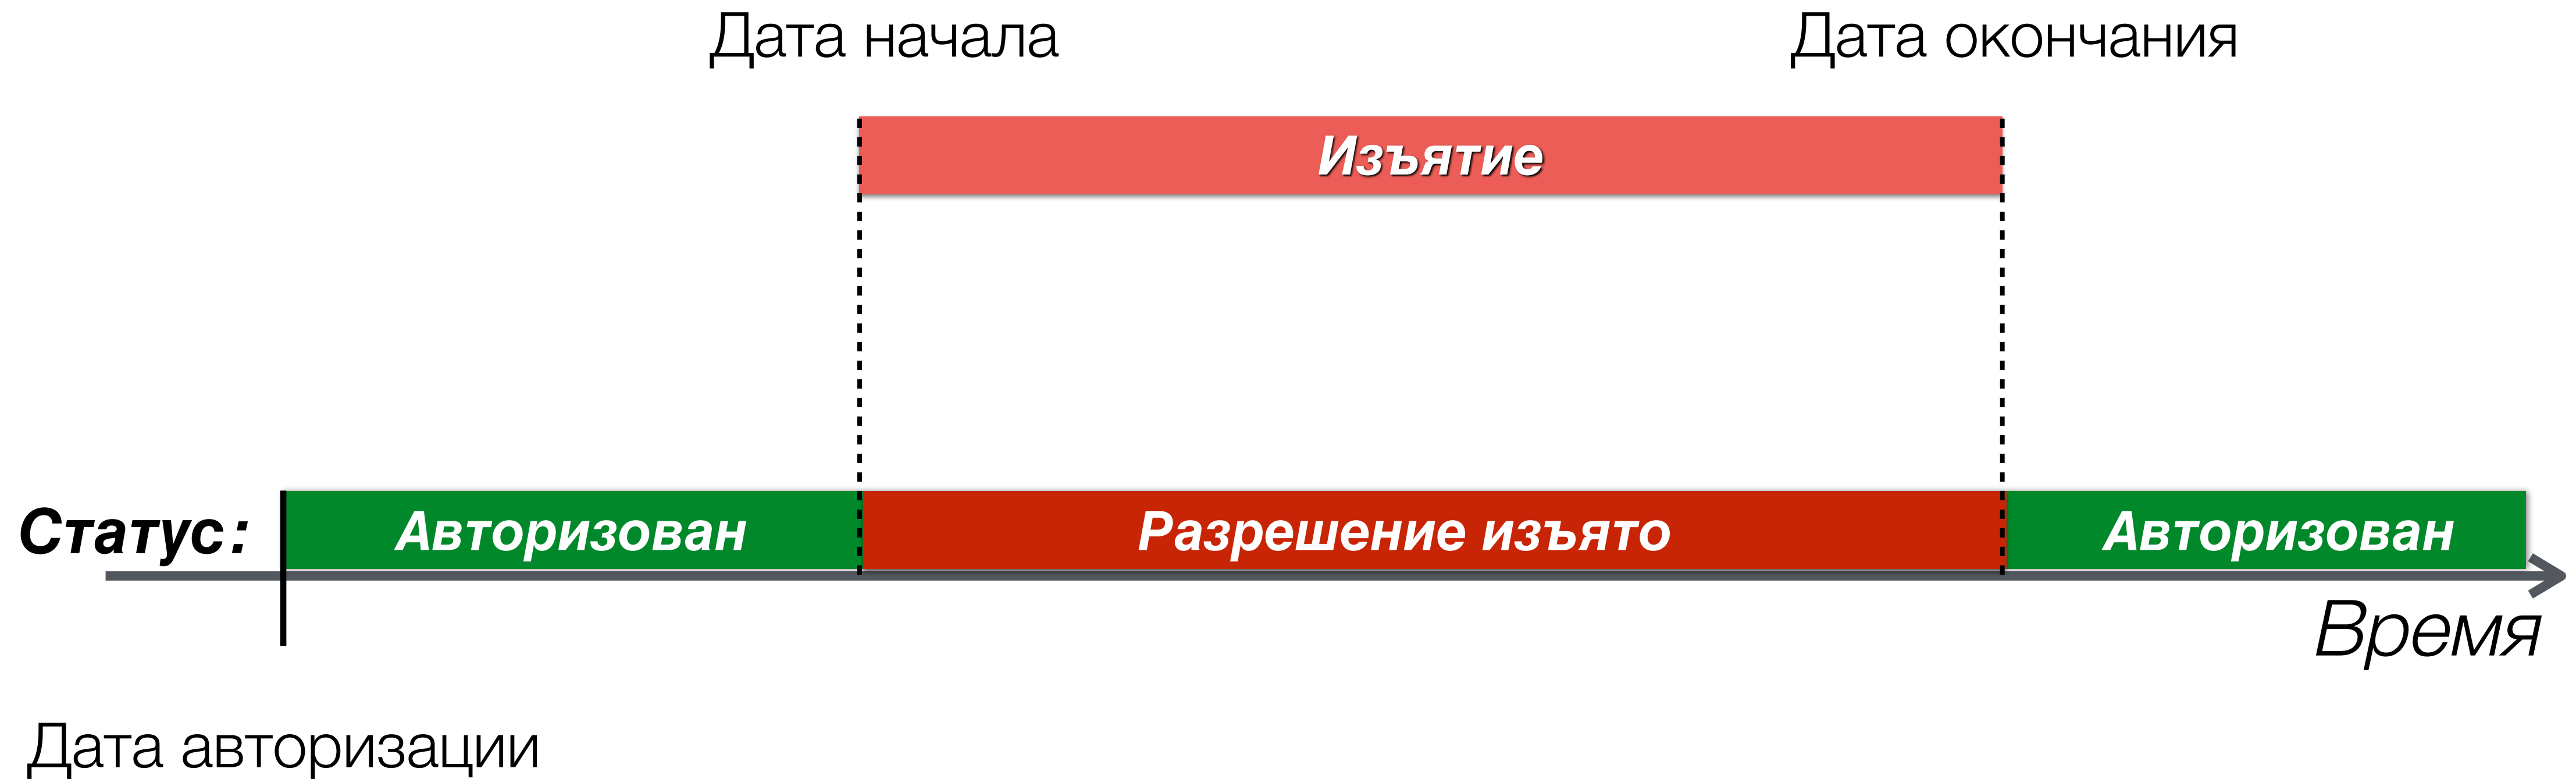 Дата начала
Дата окончания
Изъятие
Статус:
Авторизован
Разрешение изъято
Авторизован
Время
Дата авторизации